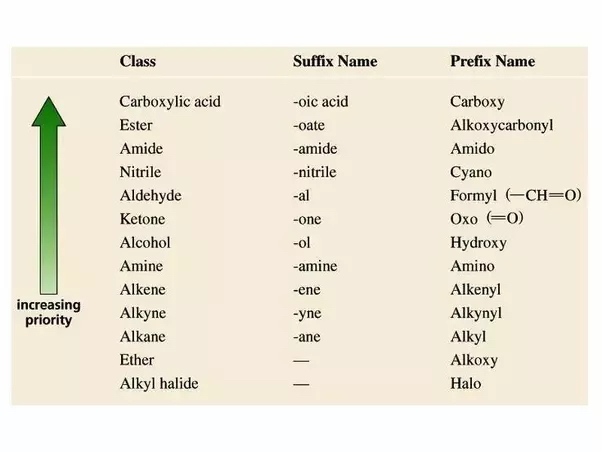 Class Suffix Name Prefix Name
Carboxylic acid -oic acid Carboxy
Ester -oate Alkoxycarbonyl
Amide -amide Amido
Nitrile -nitrile Cyano
Aldehyde -al Formyl (—CH=O)
Ketone -one Oxo (=O)
Alcohol -ol Hydroxy
Amine -amine Amino
Alkene -ene Alkenyl
Alkyne -yne Alkynyl
Alkane -ane Alkyl
Ether — Alkoxy
Alkyl halide — Halo
increasing
priority